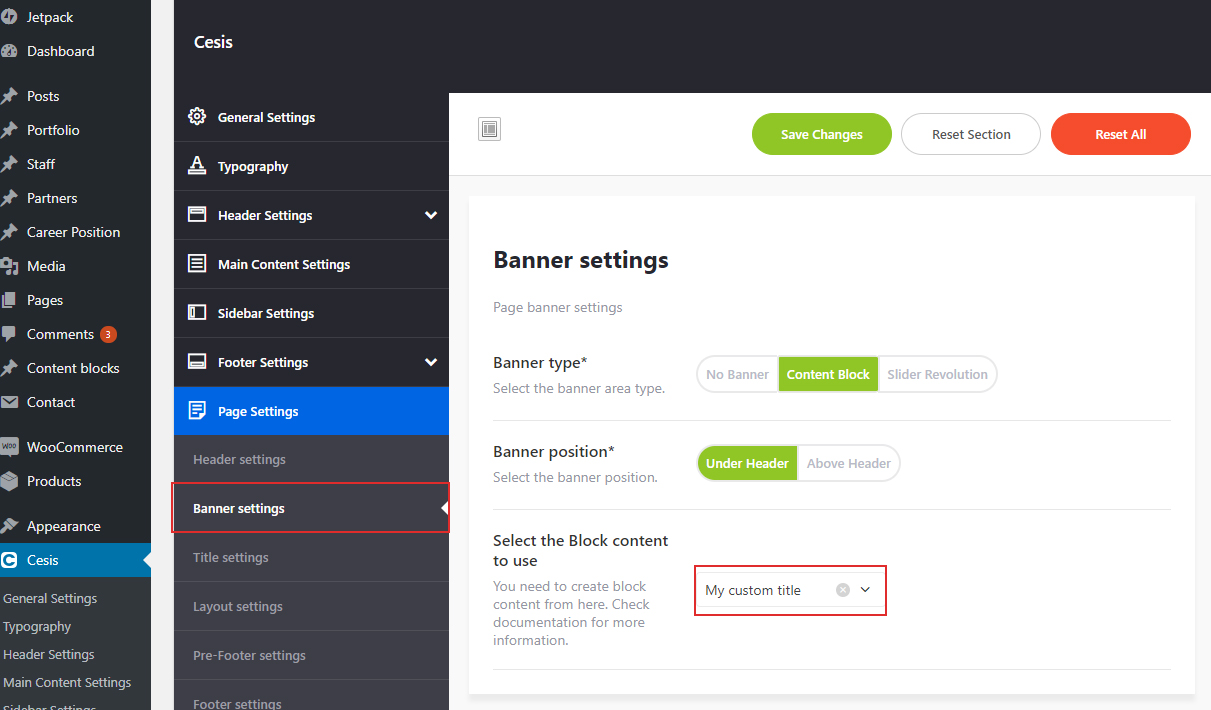 Jetpack
Dashboard
Posts
Portfolio
Staff
Partners
Career Position
Media
Pages
Comments 3
Content blocks
Contact
WooCommerce
Products
Appearance
Cesis
General Settings
Typography
Header Settings
Main Content Settings
Sidebar Settings
Cesis
General Settings
Typography
Header Settings
Main Content Settings
Sidebar Settings
Footer Settings
Page Settings
Header settings
Banner settings
Title settings
Layout settings
Pre-Footer settings
Footer settings
Save Changes
Reset Section
Reset All
Banner settings
Page banner settings
Banner type*
Select the banner area type.
No Banner
Content Block
Slider Revolution
Banner position*
Select the banner position.
Under Header
Above Header
Select the Block content
to use
You need to create block
content from here. Check
documentation for more
information.
My custom title